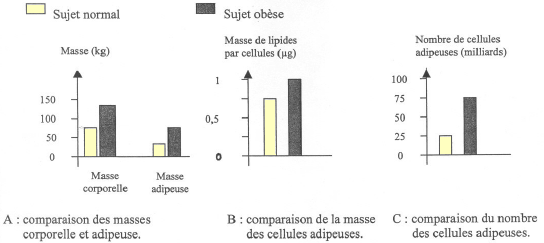 Sujet normal
Sujet obèse
Masse (kg)
150
100
50
0
Masse corporelle
Masse adipeuse
A : comparaison des masses
corporelle et adipeuse.
Masse de lipides
par cellules (µg)
1
0,5
0
B : comparaison de la masse
des cellules adipeuses.
Nombre de cellules
adipeuses (milliards)
100
75
50
25
0
C : comparaison du nombre
des cellules adipeuses.